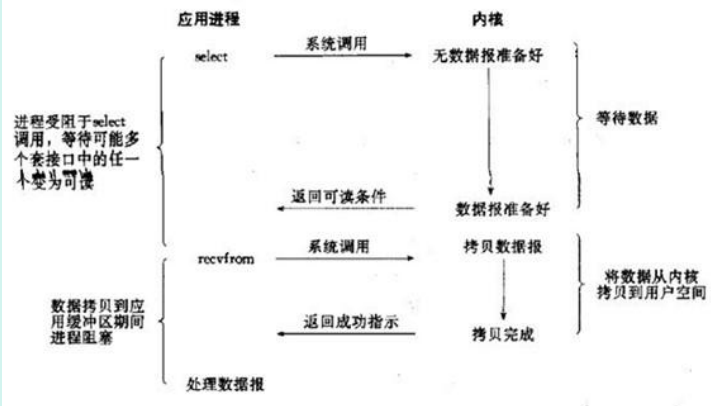 应用进程
内核
select
系统调用
无数据报准备好
进程受阻于select
调用，等待可能多
个套接口中的任一
个变为可读
等待数据
返回可读条件
数据报准备好
recvfrom
系统调用
拷贝数据报
将数据从内核
拷贝到用户空间
数据拷贝到应
用缓冲区期间
进程阻塞
返回成功指示
拷贝完成
处理数据报